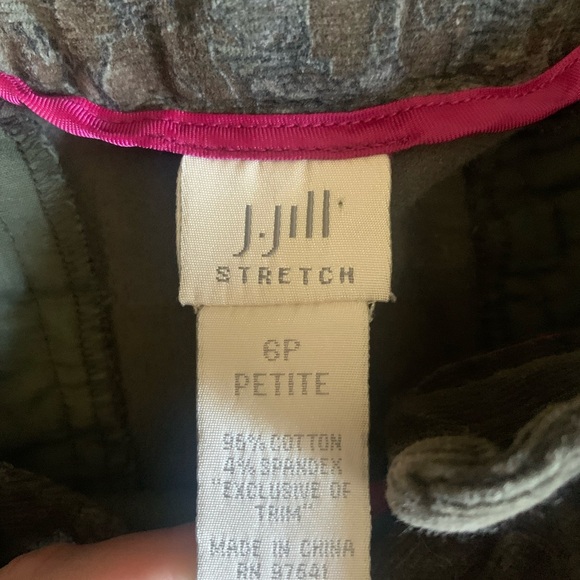 J.Jill
STRETCH
6P
PETITE
96% COTTON
4% SPANDEX
"EXCLUSIVE OF
TRIM"
MADE IN CHINA
RN 97641